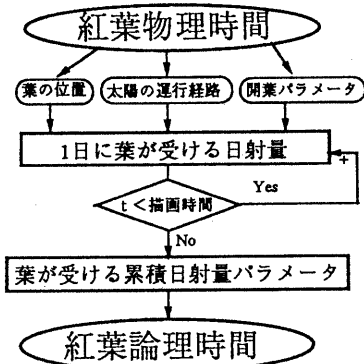 紅葉物理時間
葉の位置 太陽の運行経路 開葉パラメータ
1日に葉が受ける日射量
+
t<描画時間
Yes
No
葉が受ける累積日射量パラメータ
紅葉論理時間